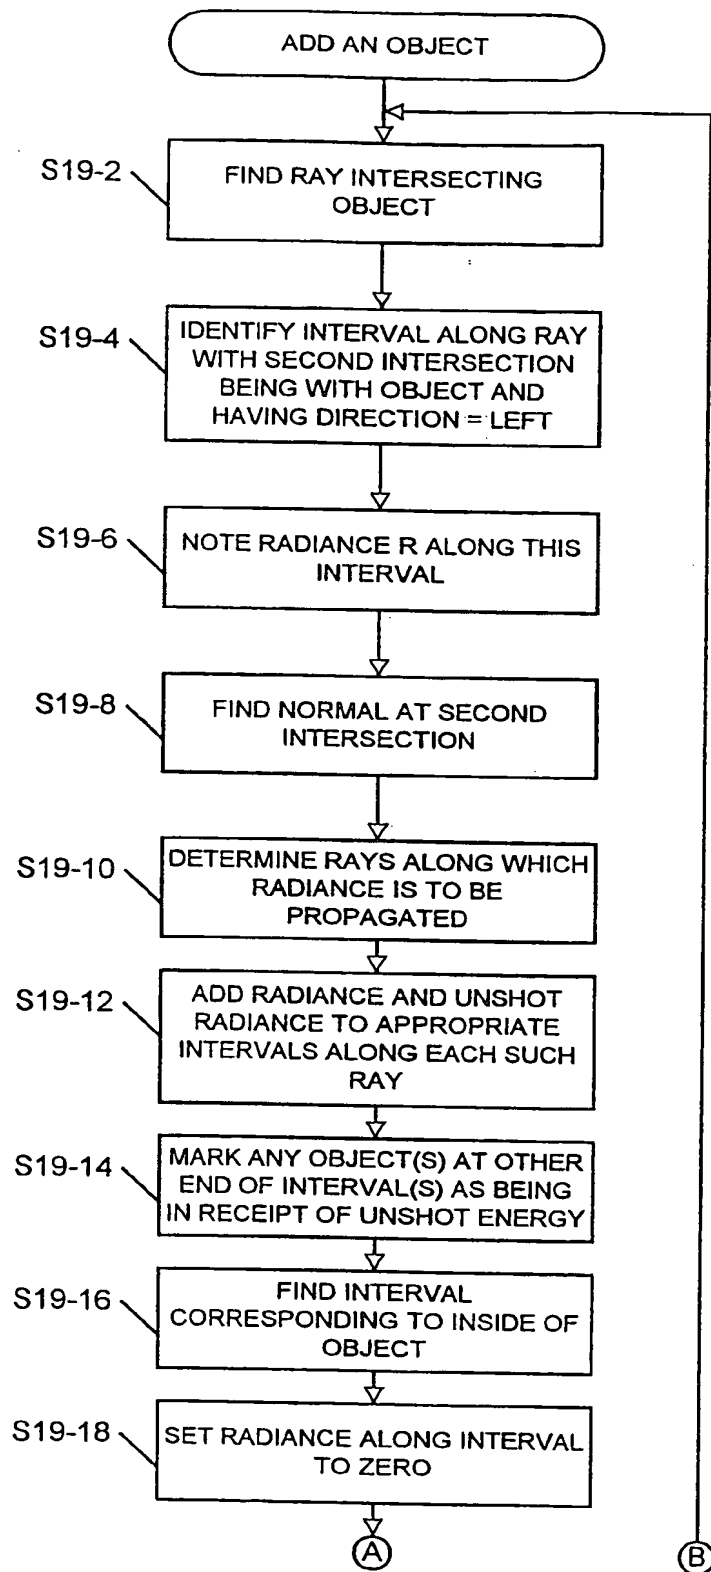 ADD AN OBJECT
S19-2
FIND RAY INTERSECTING
OBJECT
S19-4
IDENTIFY INTERVAL ALONG RAY
WITH SECOND INTERSECTION
BEING WITH OBJECT AND
HAVING DIRECTION = LEFT
S19-6
NOTE RADIANCE R ALONG THIS
INTERVAL
S19-8
FIND NORMAL AT SECOND
INTERSECTION
S19-10
DETERMINE RAYS ALONG WHICH
RADIANCE IS TO BE
PROPAGATED
S19-12
ADD RADIANCE AND UNSHOT
RADIANCE TO APPROPRIATE
INTERVALS ALONG EACH SUCH
RAY
S19-14
MARK ANY OBJECT(S) AT OTHER
END OF INTERVAL(S) AS BEING
IN RECEIPT OF UNSHOT ENERGY
S19-16
FIND INTERVAL
CORRESPONDING TO INSIDE OF
OBJECT
S19-18
SET RADIANCE ALONG INTERVAL
TO ZERO
A
B